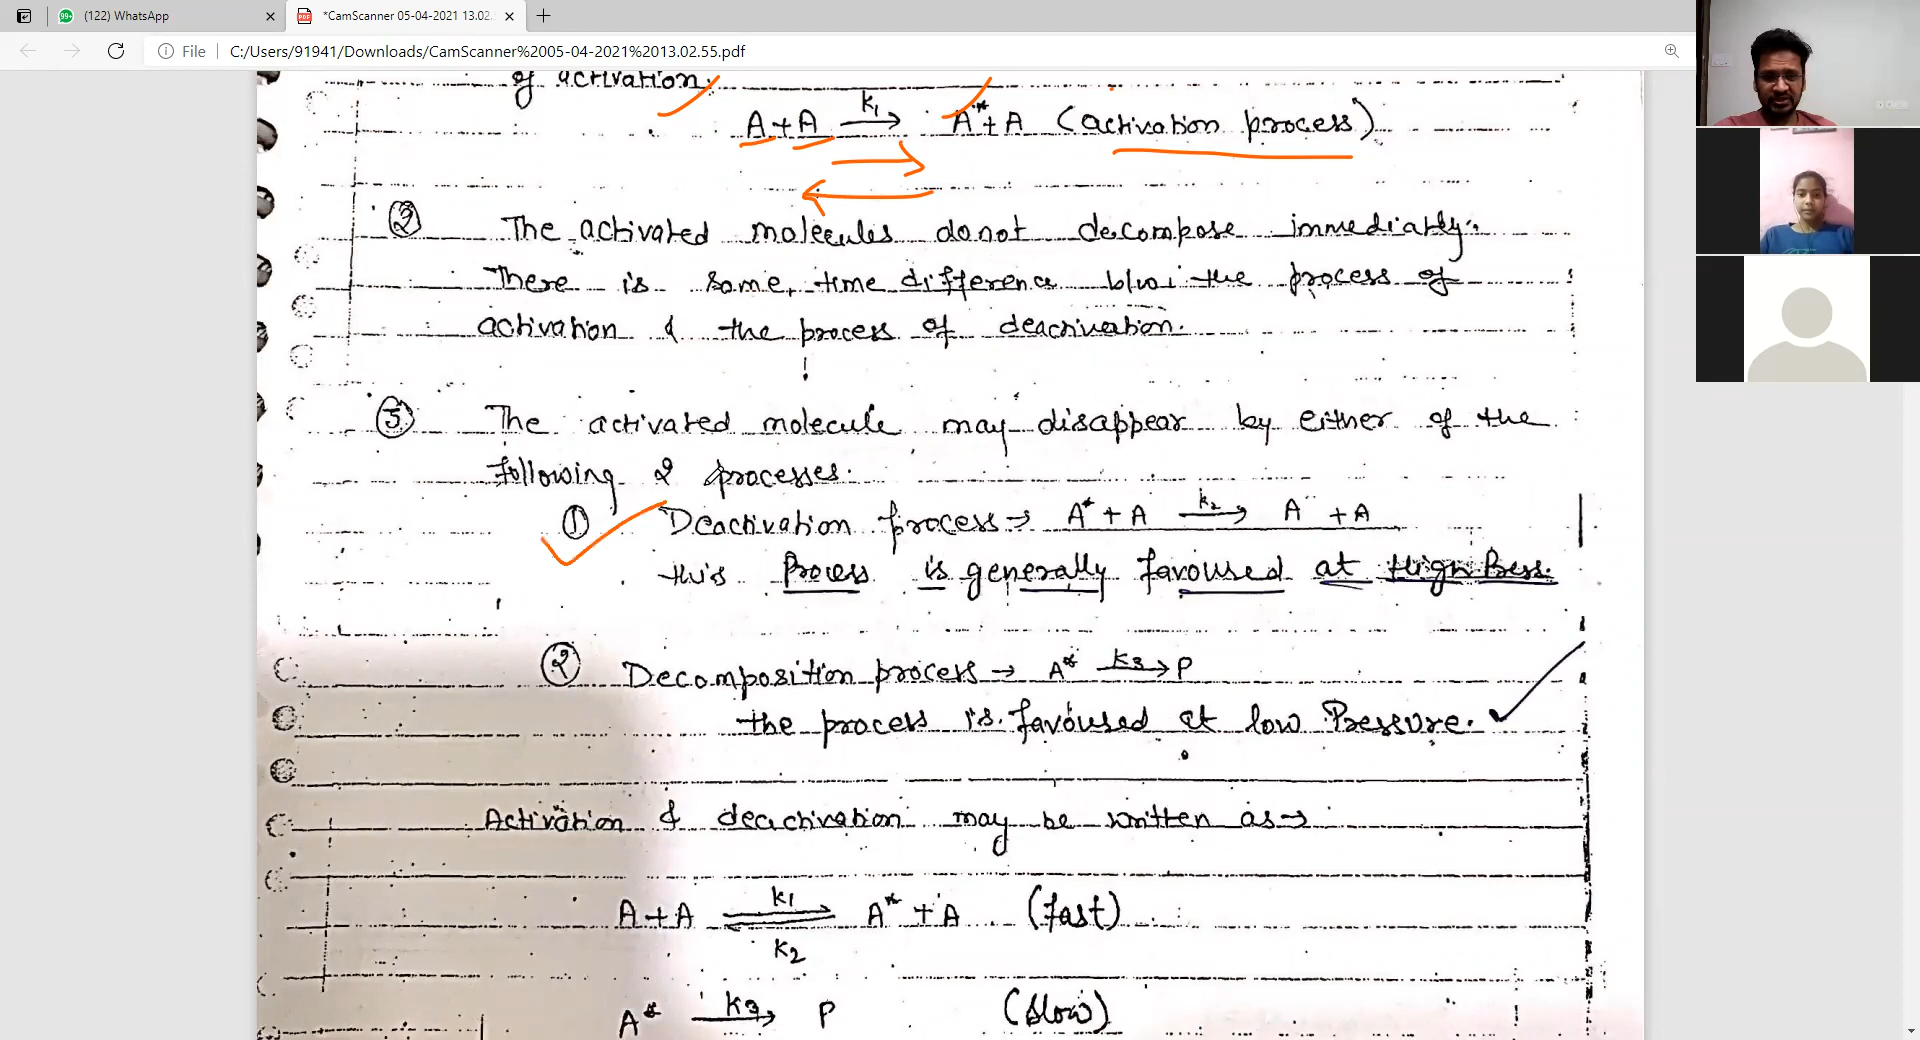 (122) WhatsApp
*CamScanner 05-04-2021 13.02.
File C:/Users/91941/Downloads/CamScanner%2005-04-2021%2013.02.55.pdf
of activation.
A + A k1 → A* + A (activation process)
② The activated molecules donot decompose immediatly.
There is some time difference b/w the process of
activation & the process of deactivation.
③ The activated molecule may disappear by either of the
following 2 processes.
① Deactivation process → A* + A k2 → A + A
this Process is generally favoused at High Press.
② Decomposition process → A* k3 → P
the process is favoused at low Pressure.
Activation & deactivation may be written as →
A + A k1 ⇌ k2 A* + A (fast)
A* k3 → P (slow)